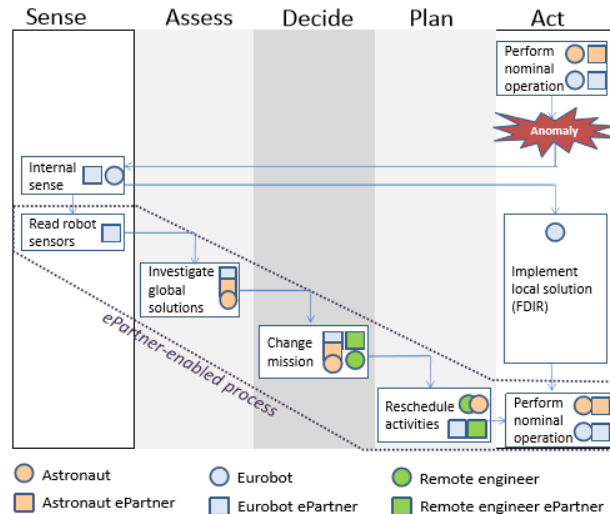 Sense Assess Decide Plan Act
Perform
nominal
operation
Anomaly
Internal
sense
Read robot
sensors
Investigate
global
solutions
Implement
local solution
(FDIR)
Change
mission
ePartner-enabled process
Reschedule
activities
Perform
nominal
operation
Astronaut Eurobot Remote engineer
Astronaut ePartner Eurobot ePartner Remote engineer ePartner